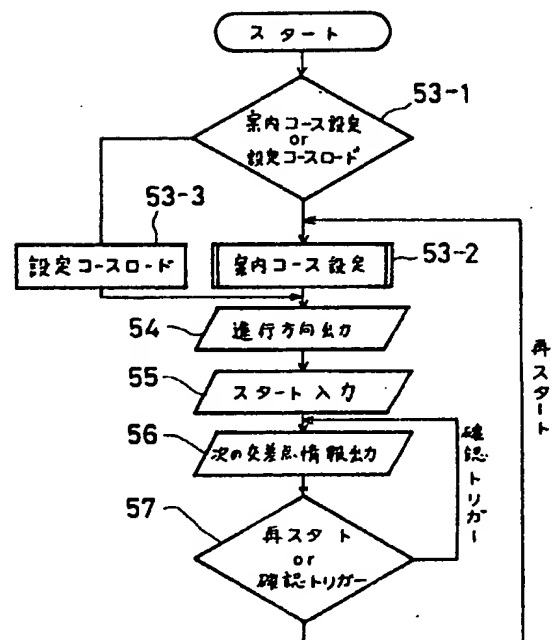 スタート
53-1
案内コース設定
or
設定コースロード
53-3
設定コースロード
案内コース設定
53-2
54
進行方向出力
55
スタート入力
56
次の交差点情報出力
57
再スタート
or
確認トリガー
確認トリガー
再スタート